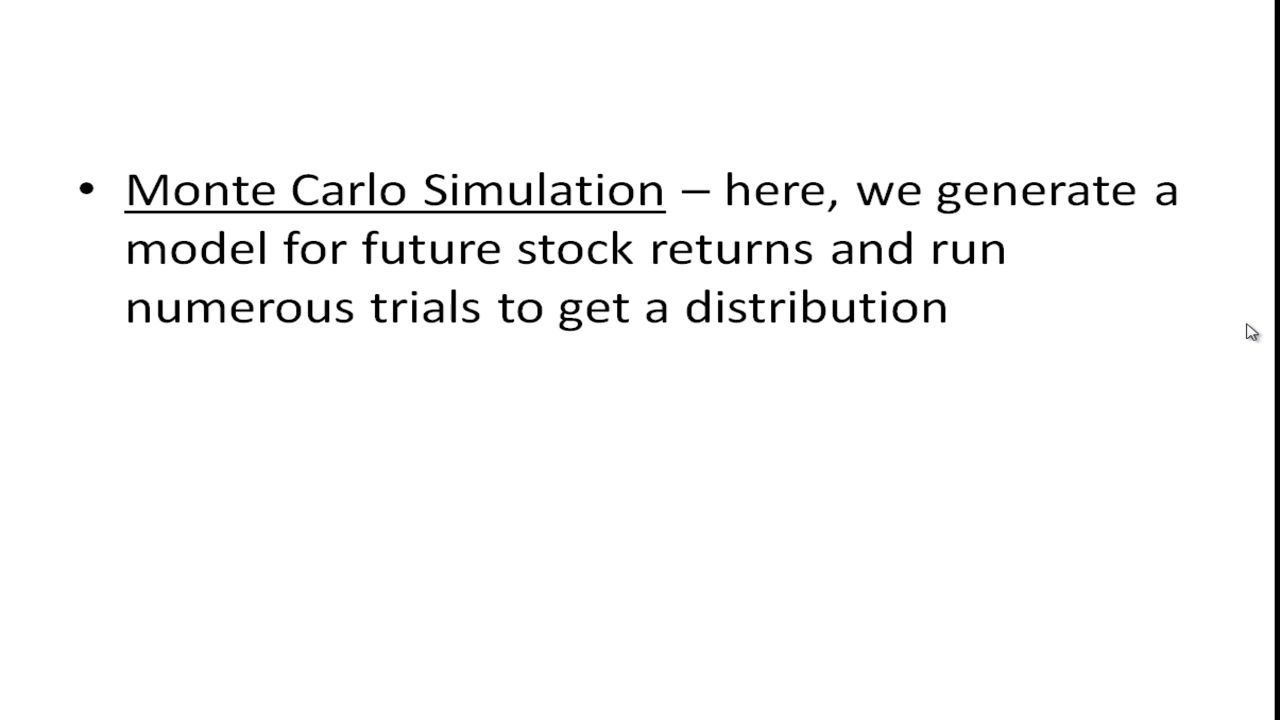 • Monte Carlo Simulation – here, we generate a
model for future stock returns and run
numerous trials to get a distribution